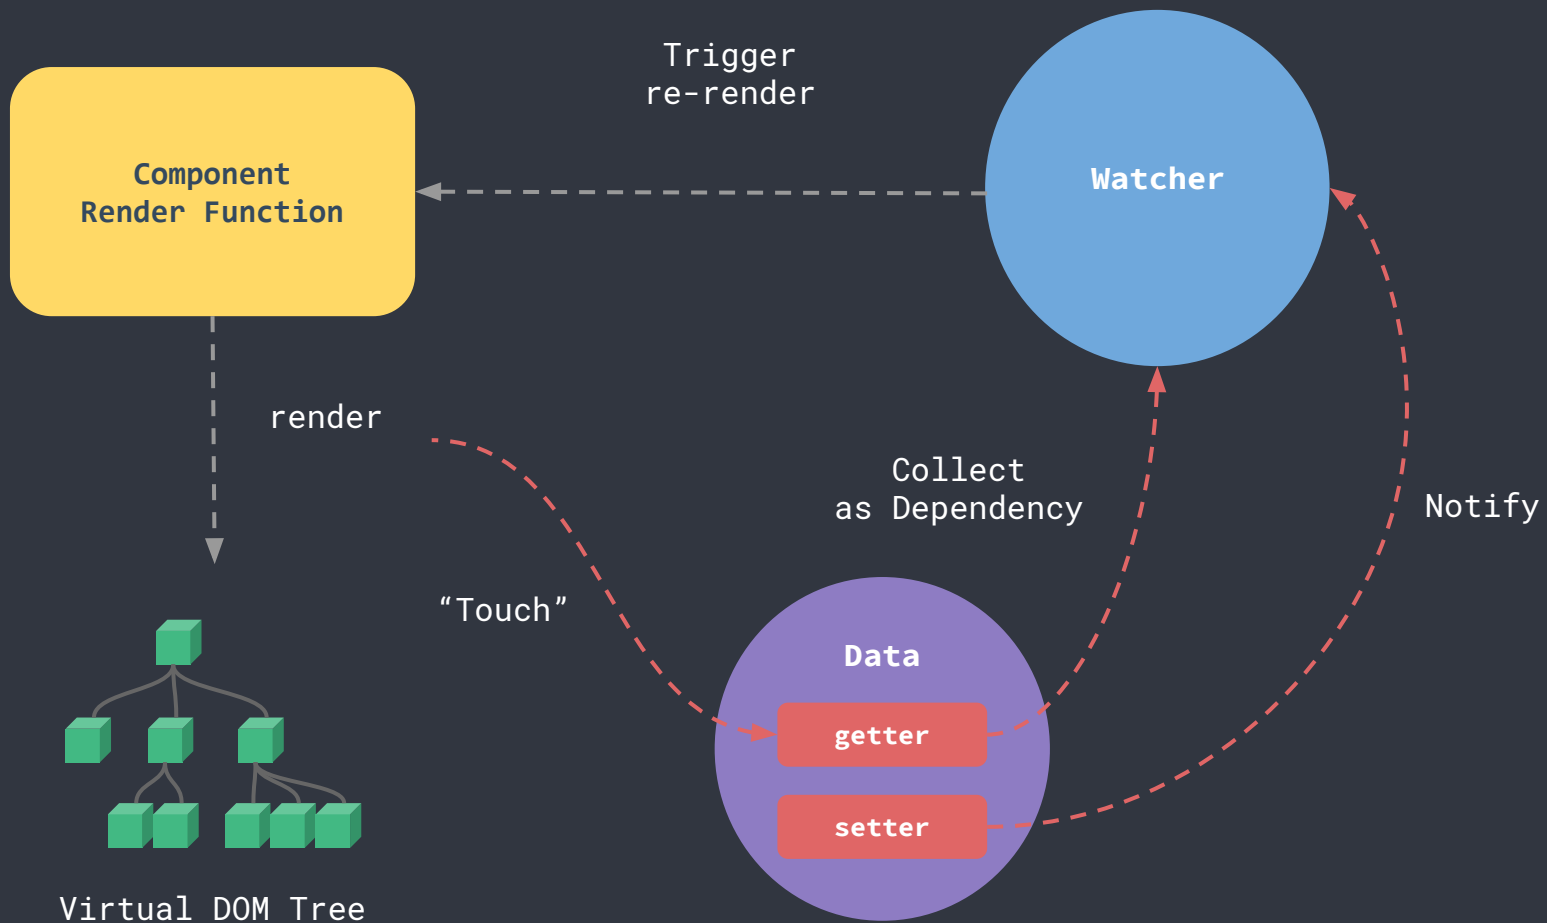 Trigger
re-render
Component
Render Function
Watcher
render
Collect
as Dependency
Notify
“Touch”
Data
getter
setter
Virtual DOM Tree